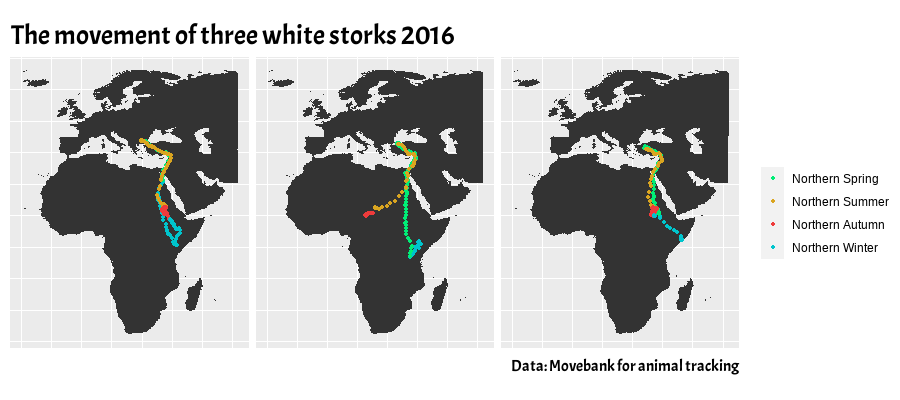 The movement of three white storks 2016
Northern Spring
Northern Summer
Northern Autumn
Northern Winter
Data: Movebank for animal tracking